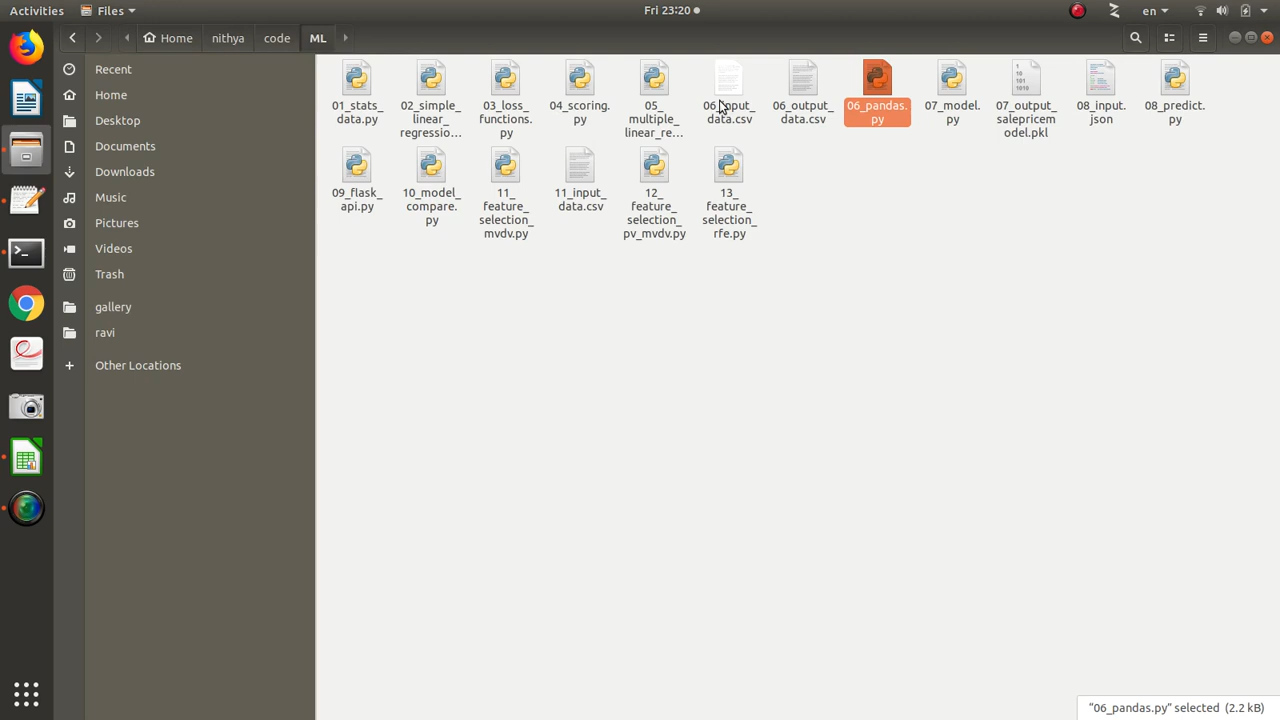 Activities
Files
Fri 23:20
en
Home
nithya
code
ML
Recent
Home
Desktop
Documents
Downloads
Music
Pictures
Videos
Trash
gallery
ravi
Other Locations
01_stats_
data.py
02_simple_
linear_
regressio...
03_loss_
functions.
py
04_scoring.
py
05_
multiple_
linear_re...
06_input_
data.csv
06_output_
data.csv
06_pandas.
py
07_model.
py
07_output_
salepricem
odel.pkl
08_input.
json
08_predict.
py
09_flask_
api.py
10_model_
compare.
py
11_
feature_
selection_
mvdv.py
11_input_
data.csv
12_
feature_
selection_
pv_mvdv.py
13_
feature_
selection_
rfe.py
"06_pandas.py" selected (2.2 kB)